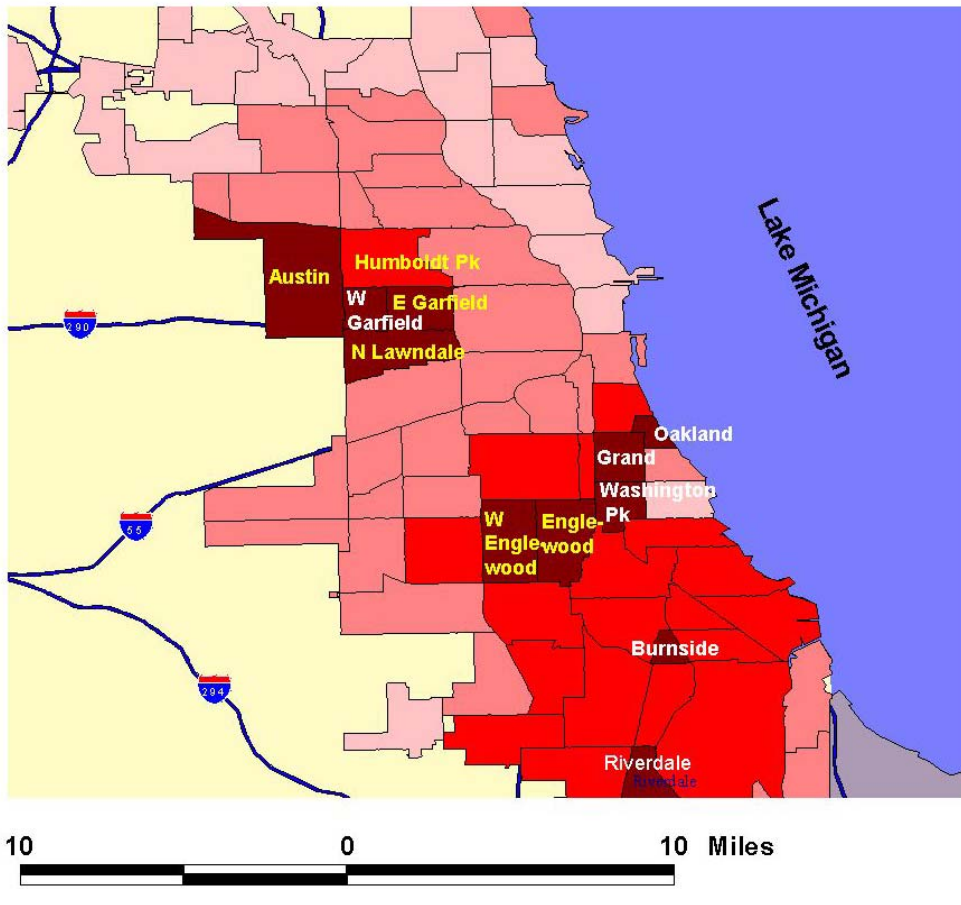 Lake Michigan
Humboldt Pk
Austin
W
Garfield
E Garfield
290
N Lawndale
Oakland
Grand
Washington
Pk
W
Engle-
wood
Engle-
wood
55
Burnside
294
Riverdale
Riverdale
10 0 10 Miles